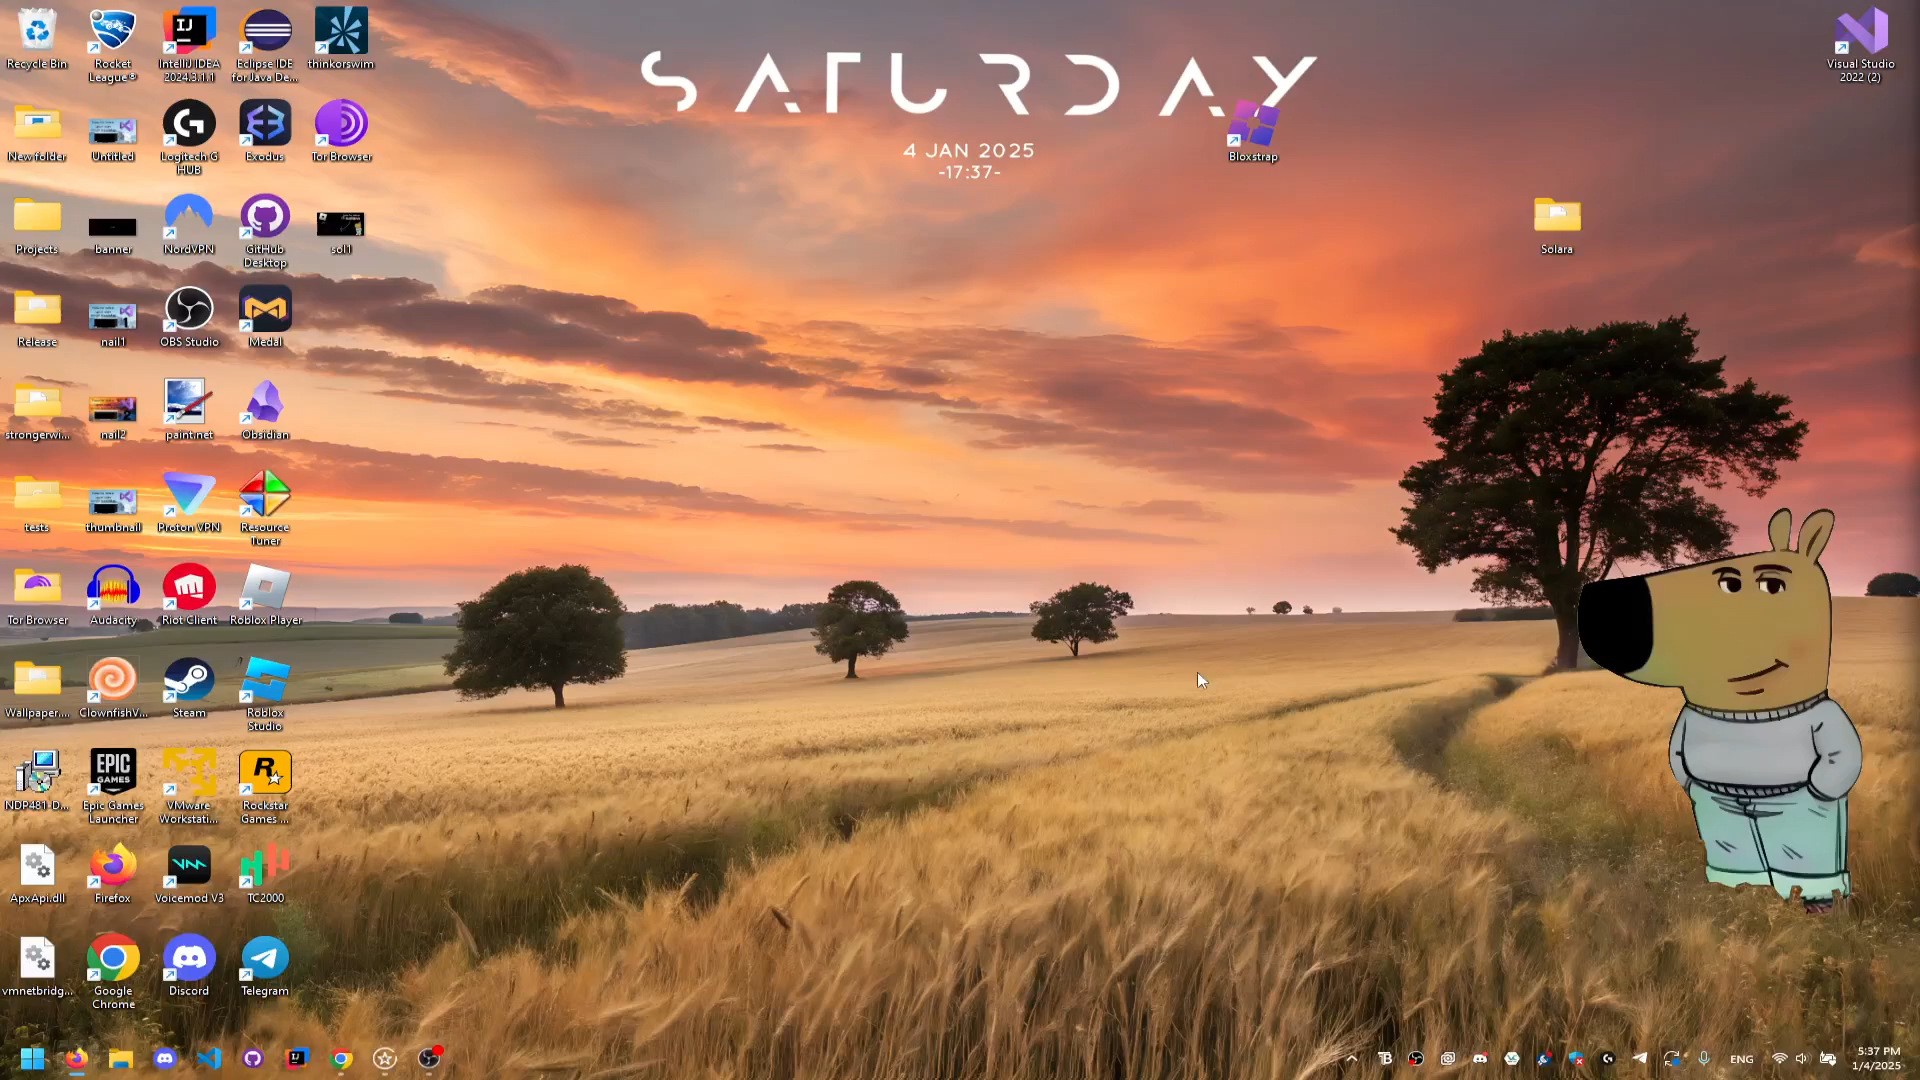 SATURDAY
4 JAN 2025
-17:37-
Recycle Bin
Rocket
League®
IntelliJ IDEA
2024.3.1.1
Eclipse IDE
for Java De...
thinkorswim
Visual Studio
2022 (2)
New folder
Untitled
Logitech G
HUB
Exodus
Tor Browser
Bloxstrap
Projects
banner
NordVPN
GitHub
Desktop
sol1
Solara
Release
nail1
OBS Studio
Medal
strongerwi...
nail2
paint.net
Obsidian
tests
thumbnail
Proton VPN
Resource
Tuner
Tor Browser
Audacity
Riot Client
Roblox Player
Wallpaper....
ClownfishV...
Steam
Roblox
Studio
NDP481-D...
EPIC
GAMES
Epic Games
Launcher
VMware
Workstati...
Rockstar
Games ...
ApxApi.dll
Firefox
Voicemod V3
TC2000
vmnetbridg...
Google
Chrome
Discord
Telegram
ENG
5:37 PM
1/4/2025